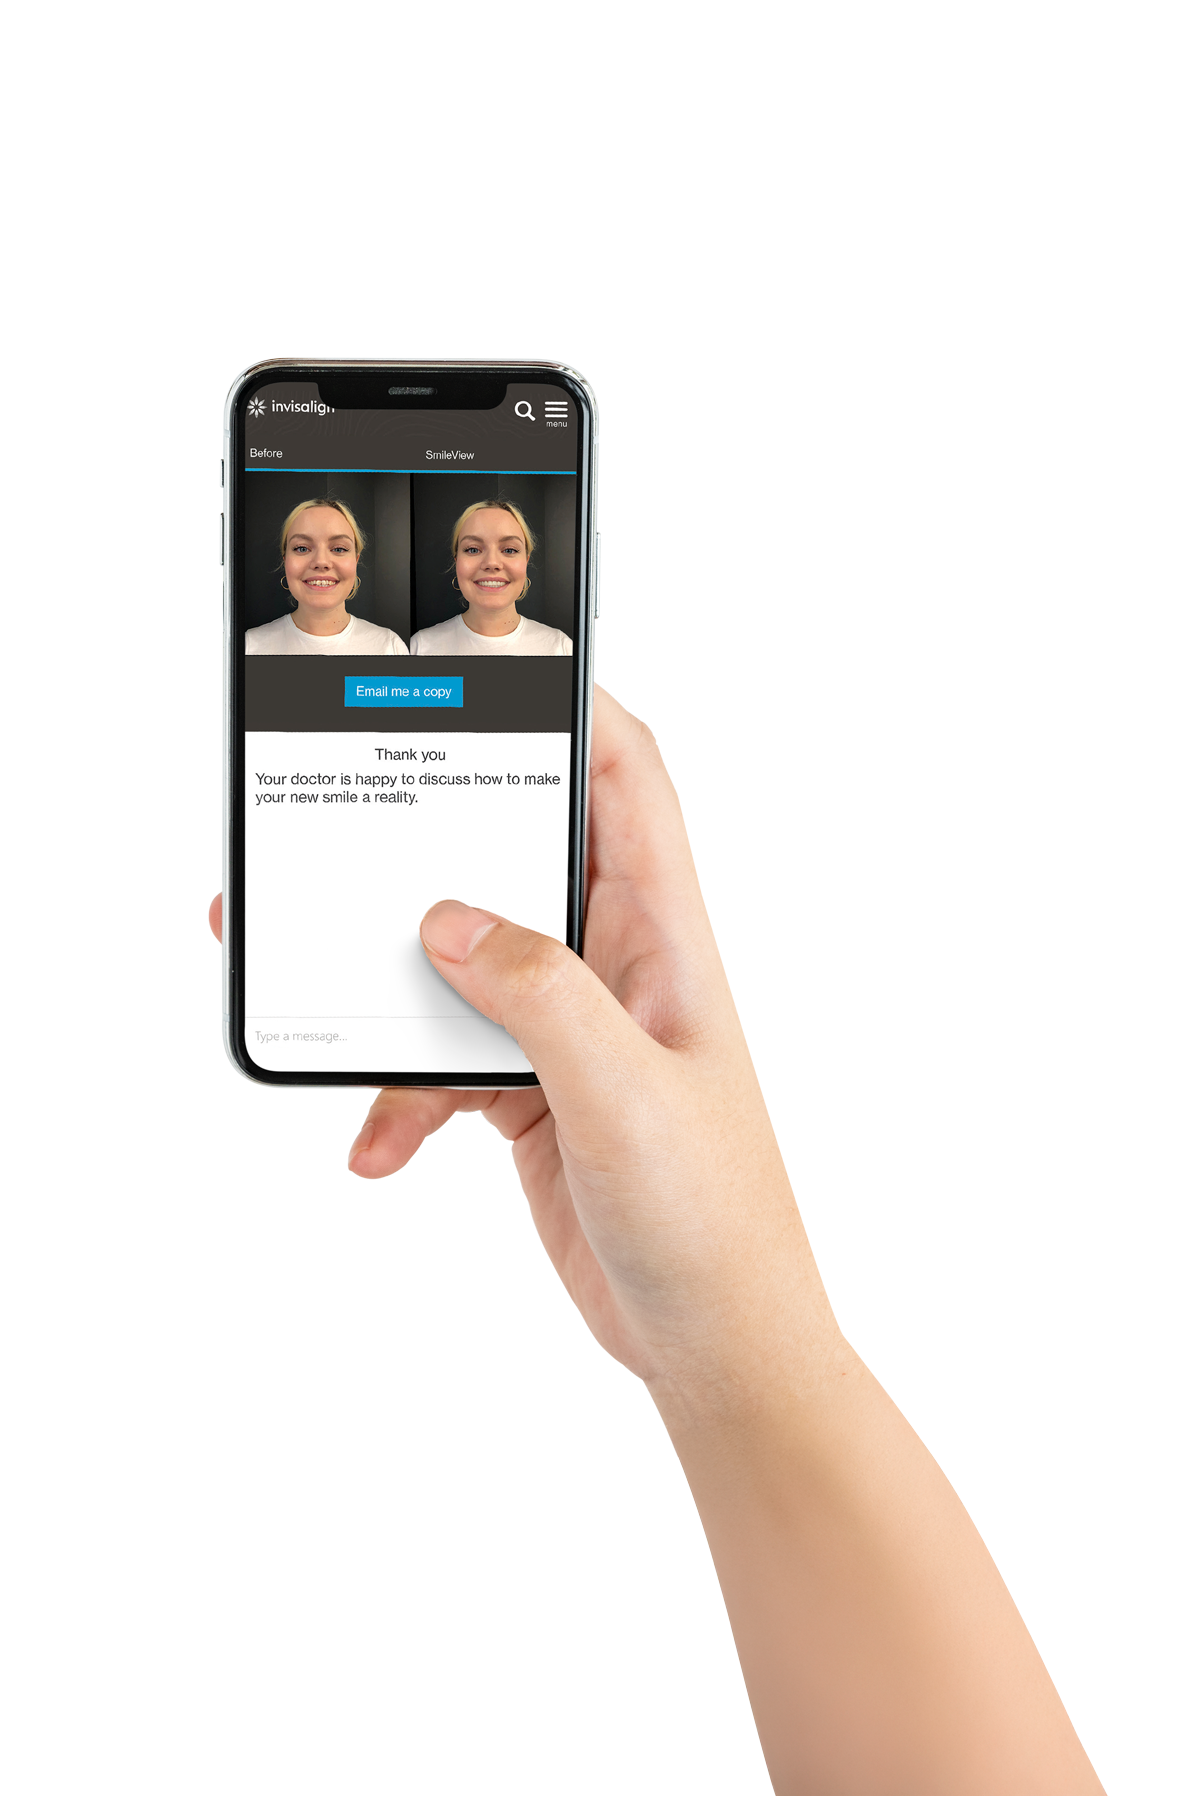 invisalign
menu
Before SmileView
Email me a copy
Thank you
Your doctor is happy to discuss how to make
your new smile a reality.
Type a message...